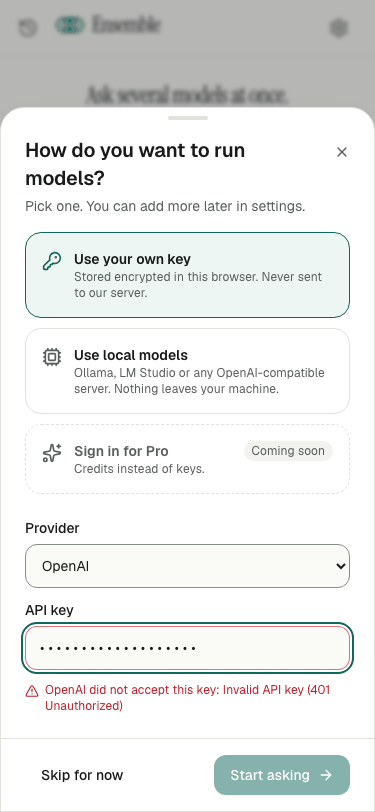 Ensemble
Ask several models at once.
How do you want to run
models?
Pick one. You can add more later in settings.
Use your own key
Stored encrypted in this browser. Never sent
to our server.
Use local models
Ollama, LM Studio or any OpenAI-compatible
server. Nothing leaves your machine.
Sign in for Pro
Coming soon
Credits instead of keys.
Provider
OpenAI
API key
OpenAI did not accept this key: Invalid API key (401
Unauthorized)
Skip for now
Start asking